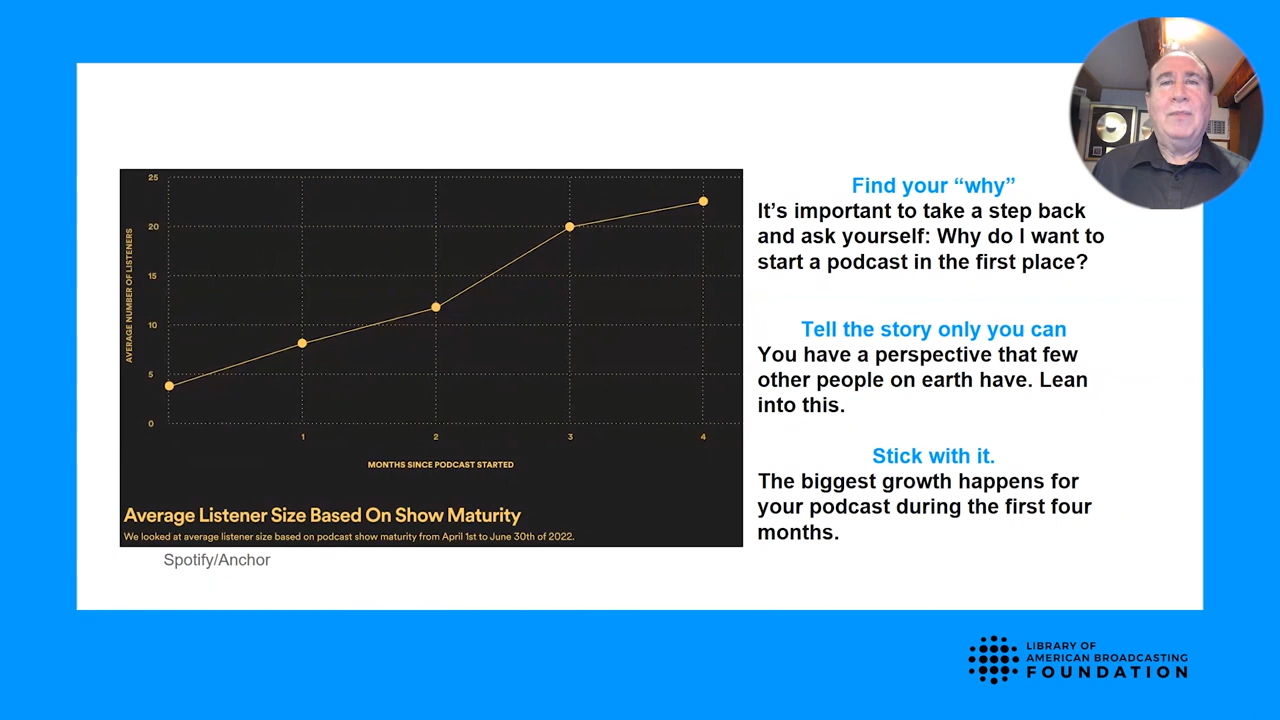 25
20
15
10
5
0
AVERAGE NUMBER OF LISTENERS
1
2
3
4
MONTHS SINCE PODCAST STARTED
Average Listener Size Based On Show Maturity
We looked at average listener size based on podcast show maturity from April 1st to June 30th of 2022.
Spotify/Anchor
Find your “why”
It’s important to take a step back
and ask yourself: Why do I want to
start a podcast in the first place?
Tell the story only you can
You have a perspective that few
other people on earth have. Lean
into this.
Stick with it.
The biggest growth happens for
your podcast during the first four
months.
LIBRARY OF
AMERICAN BROADCASTING
FOUNDATION